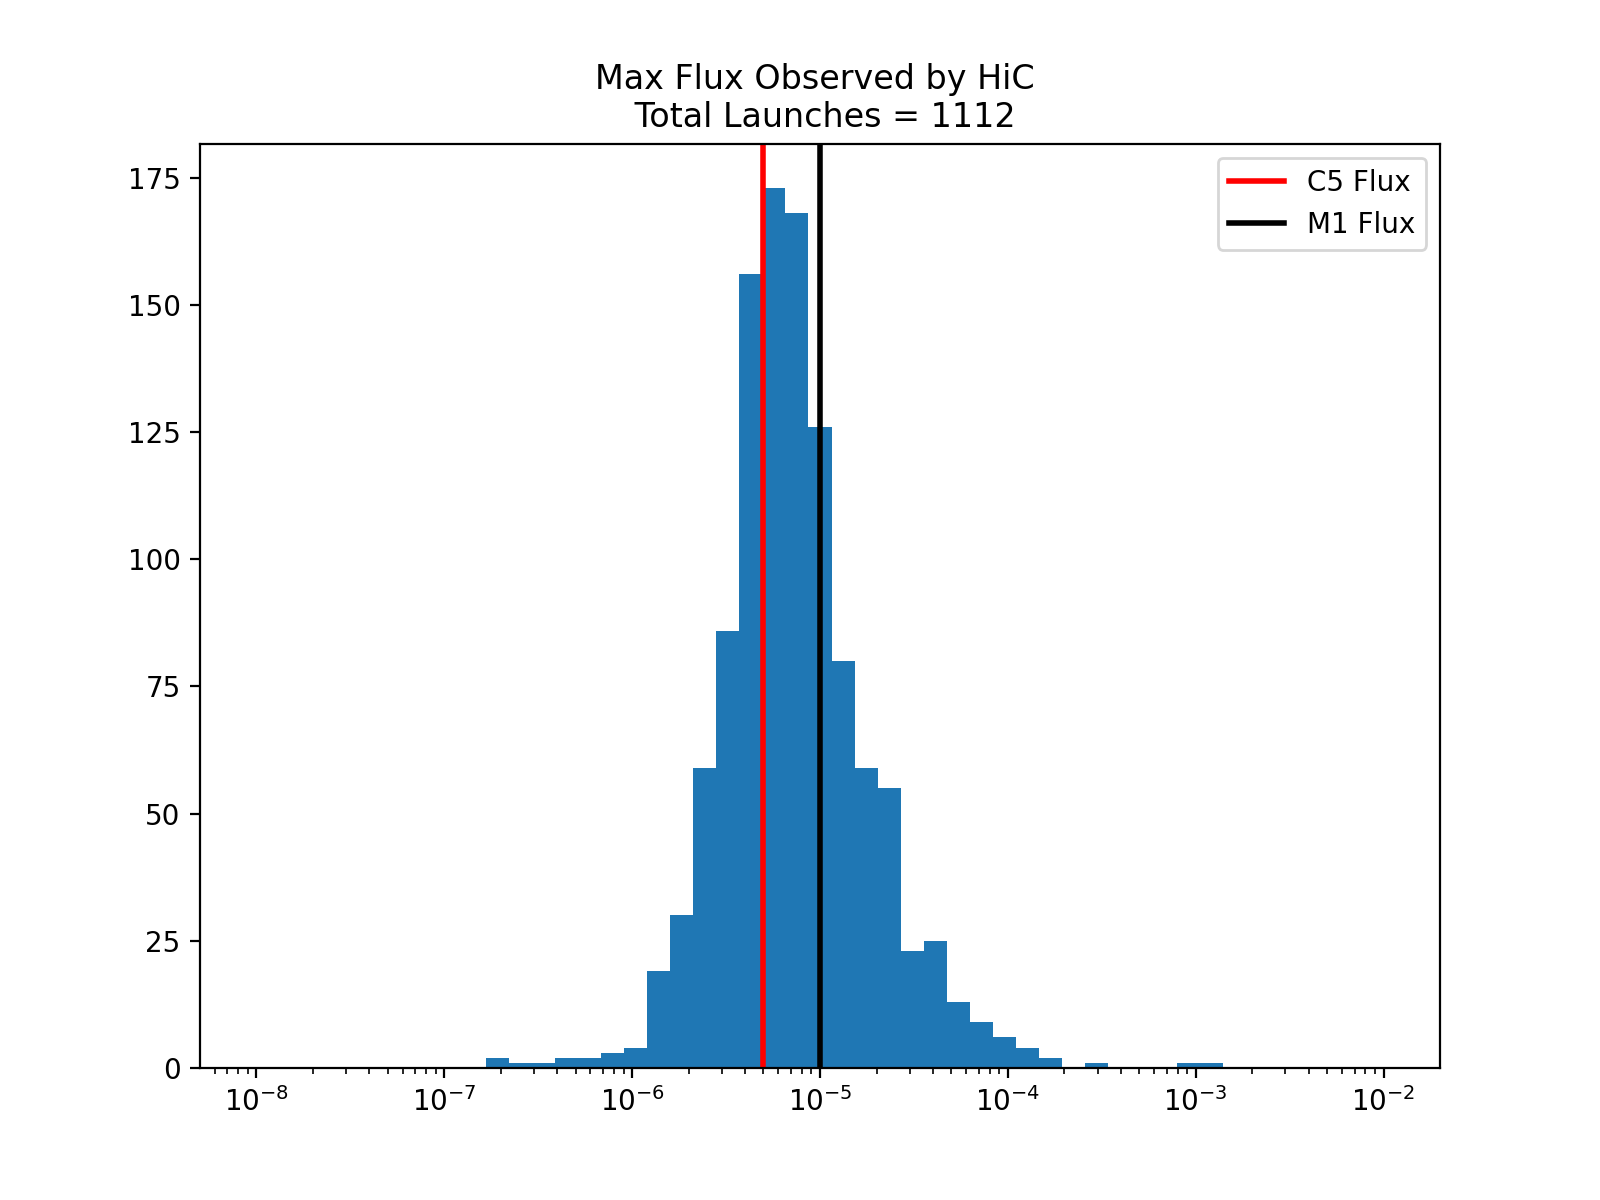 Max Flux Observed by HiC
Total Launches = 1112
C5 Flux
M1 Flux
175
150
125
100
75
50
25
0
10⁻⁸ 10⁻⁷ 10⁻⁶ 10⁻⁵ 10⁻⁴ 10⁻³ 10⁻²